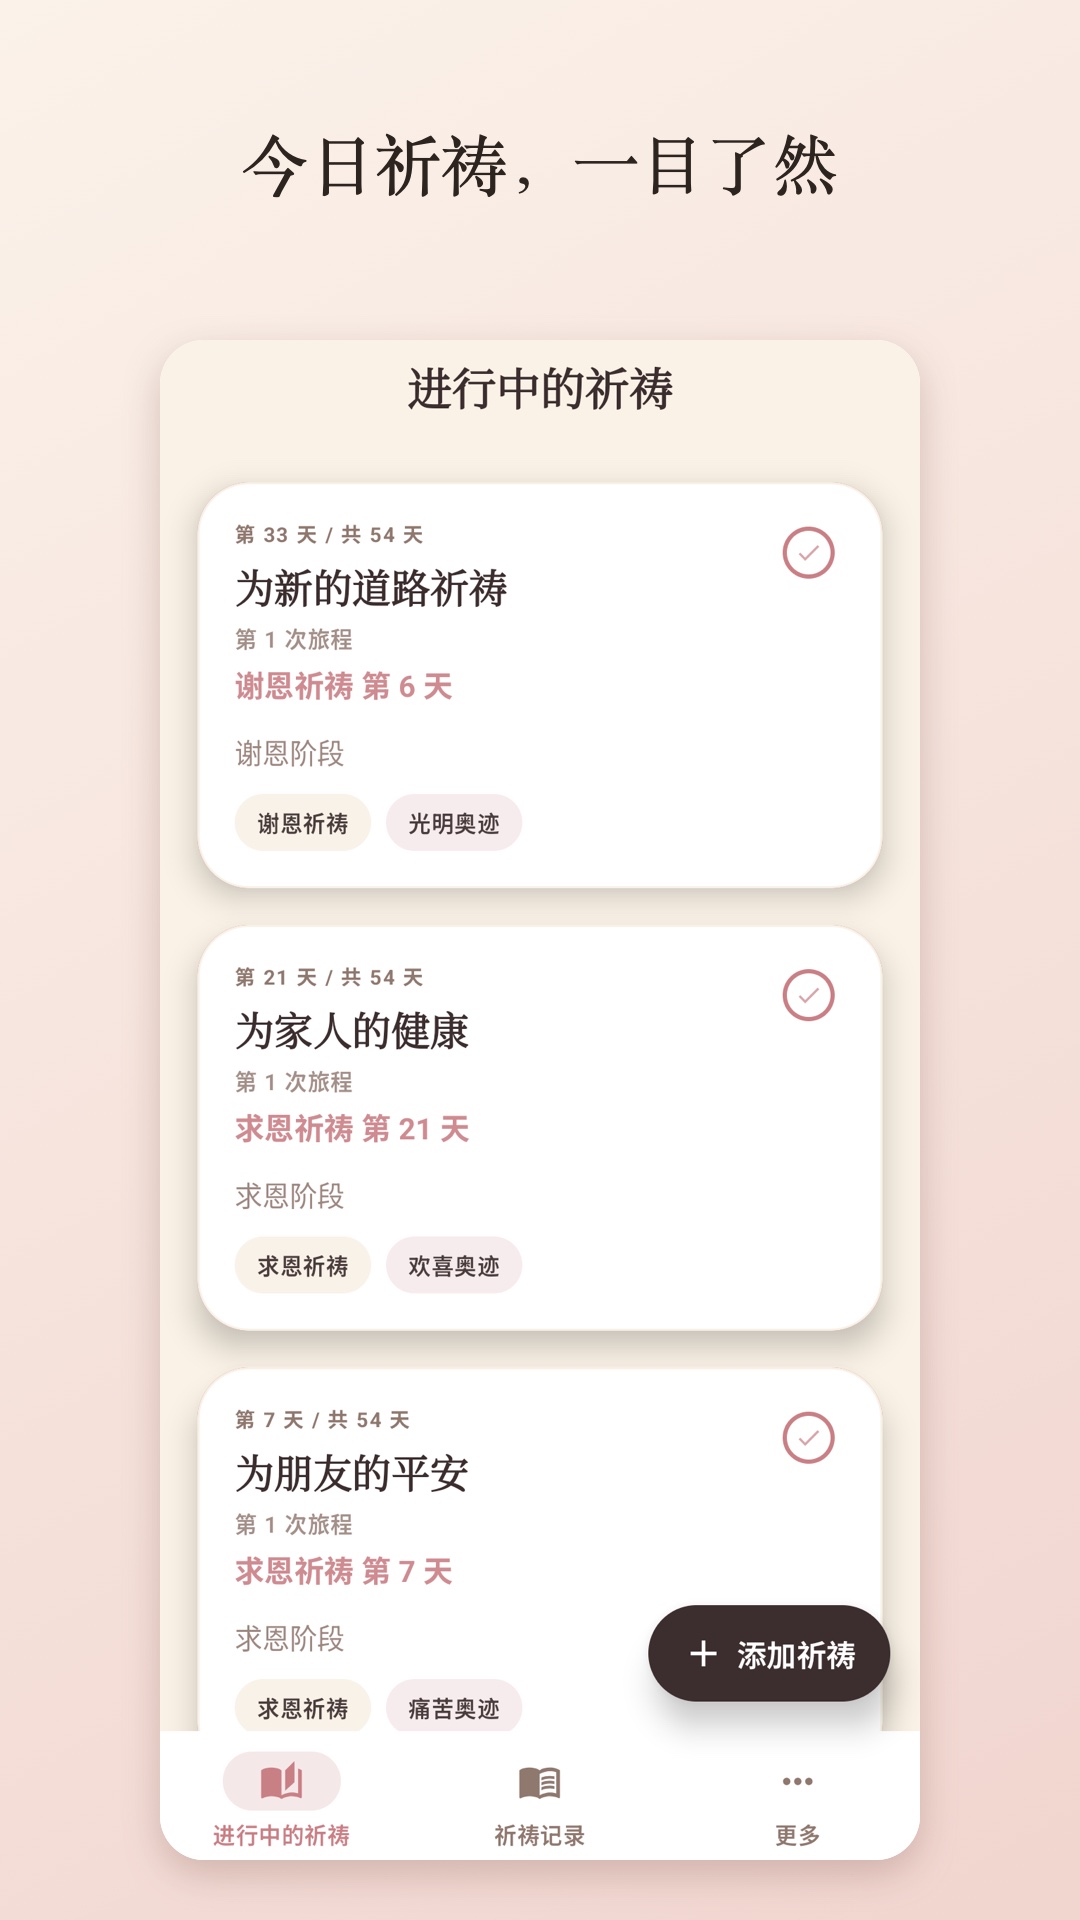 今日祈祷，一目了然
进行中的祈祷
第 33 天 / 共 54 天
为新的道路祈祷
第 1 次旅程
谢恩祈祷 第 6 天
谢恩阶段
谢恩祈祷 光明奥迹
第 21 天 / 共 54 天
为家人的健康
第 1 次旅程
求恩祈祷 第 21 天
求恩阶段
求恩祈祷 欢喜奥迹
第 7 天 / 共 54 天
为朋友的平安
第 1 次旅程
求恩祈祷 第 7 天
求恩阶段
添加祈祷
求恩祈祷 痛苦奥迹
进行中的祈祷 祈祷记录 更多